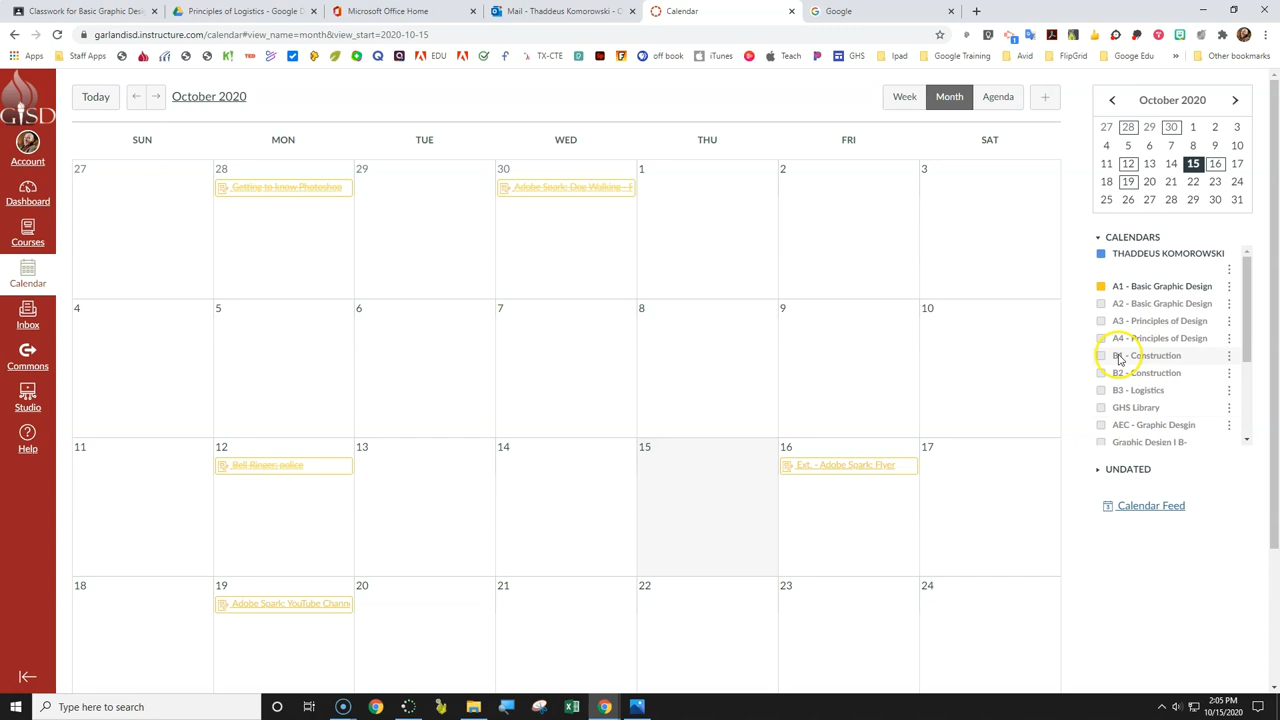 Classwork for Basic Graphic Desig
Principles of Logistics - Google D
Microsoft Office Home
Mail - Thaddeus Komorowski - O
Calendar
Google
garlandisd.instructure.com/calendar#view_name=month&view_start=2020-10-15
Apps
Staff Apps
EDU
TX-CTE
off book
iTunes
Teach
GHS
Ipad
Google Training
Avid
FlipGrid
Googe Edu
»
Other bookmarks
GISD
Account
Dashboard
Courses
Calendar
Inbox
Commons
Studio
Help
Today
October 2020
Week
Month
Agenda
SUN MON TUE WED THU FRI SAT
27 28 29 30 1 2 3
Getting to know Photoshop
Adobe Spark: Dog Walking - F
4 5 6 7 8 9 10
11 12 13 14 15 16 17
Bell Ringer: police
Ext. - Adobe Spark: Flyer
18 19 20 21 22 23 24
Adobe Spark: YouTube Chann
October 2020
27 28 29 30 1 2 3
4 5 6 7 8 9 10
11 12 13 14 15 16 17
18 19 20 21 22 23 24
25 26 27 28 29 30 31
CALENDARS
THADDEUS KOMOROWSKI
A1 - Basic Graphic Design
A2 - Basic Graphic Design
A3 - Principles of Design
A4 - Principles of Design
B1 - Construction
B2 - Construction
B3 - Logistics
GHS Library
AEC - Graphic Desgin
Graphic Design I B-
UNDATED
Calendar Feed
Type here to search
2:05 PM
10/15/2020